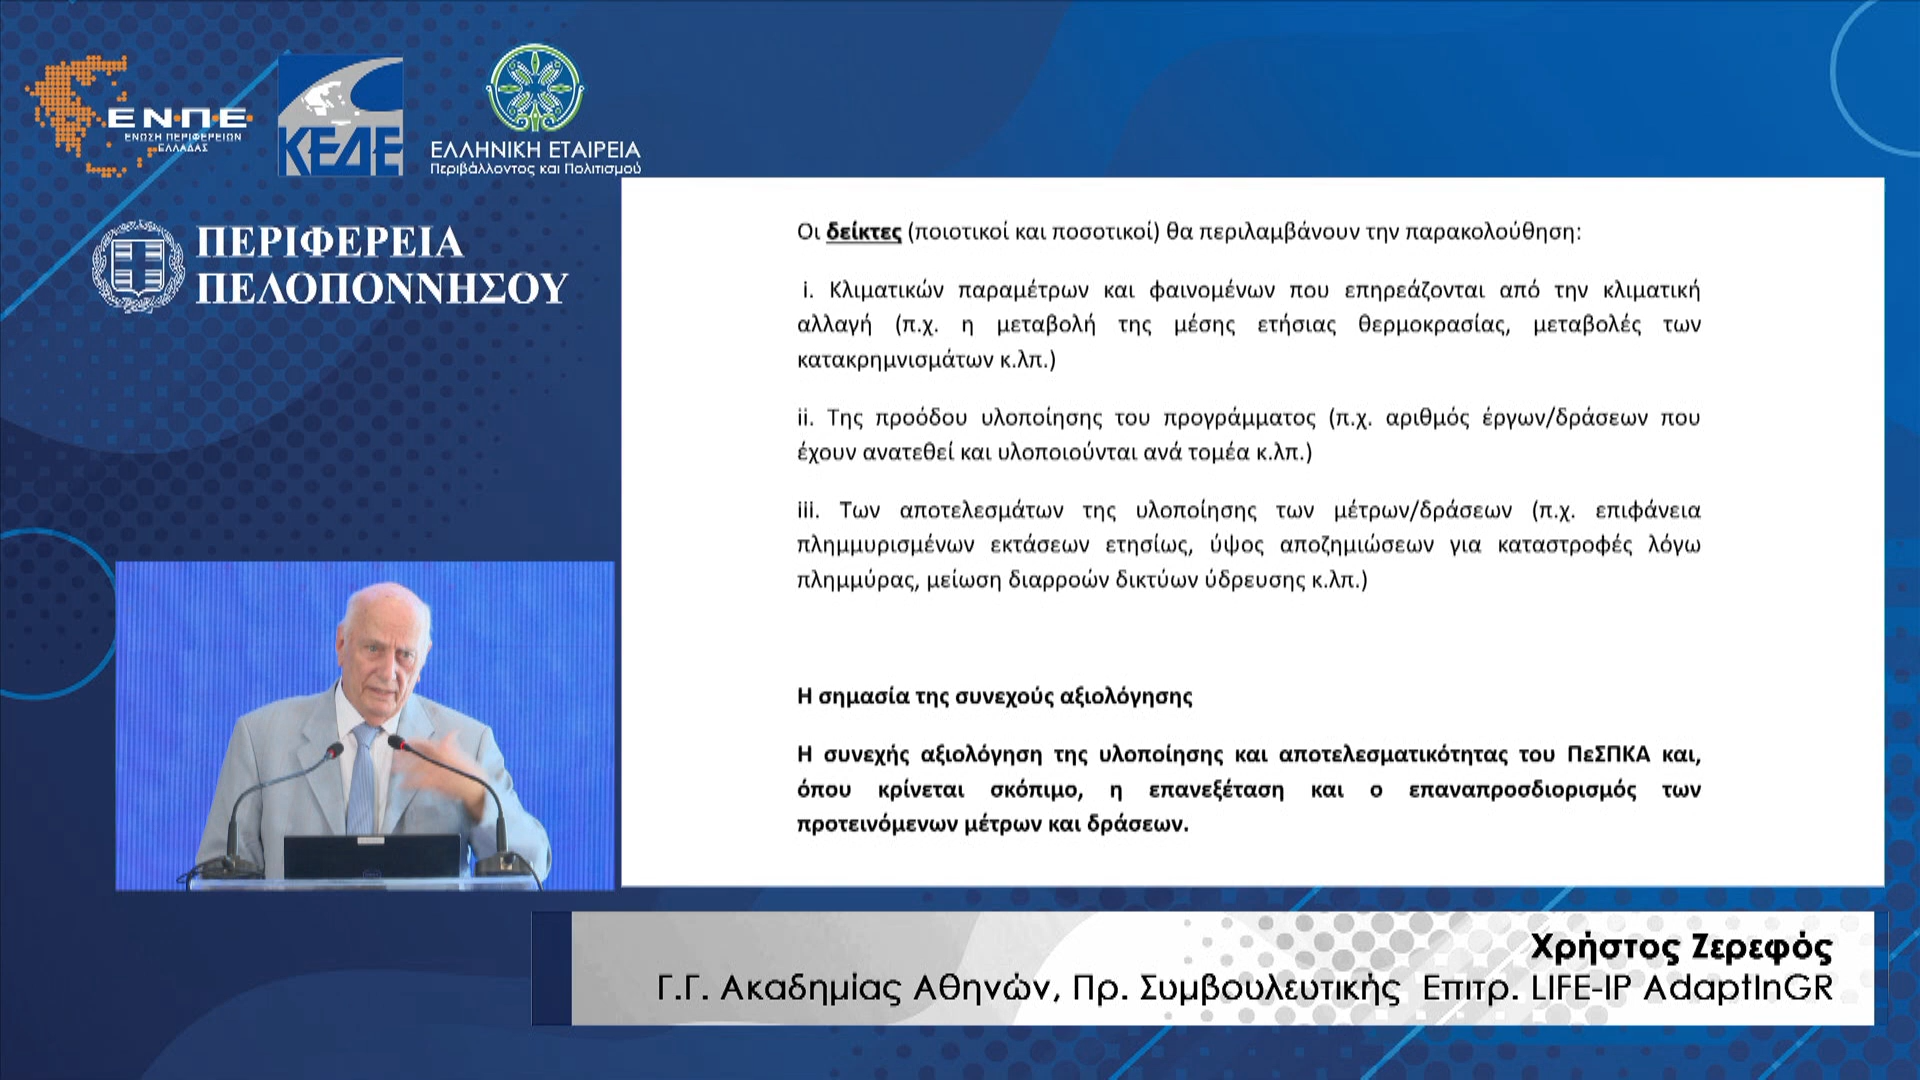 ΕΝ·ΠΕ
ΕΝΩΣΗ ΠΕΡΙΦΕΡΕΙΩΝ
ΕΛΛΑΔΑΣ
ΚΕΔΕ
ΕΛΛΗΝΙΚΗ ΕΤΑΙΡΕΙΑ
Περιβάλλοντος και Πολιτισμού
ΠΕΡΙΦΕΡΕΙΑ
ΠΕΛΟΠΟΝΝΗΣΟΥ
Οι δείκτες (ποιοτικοί και ποσοτικοί) θα περιλαμβάνουν την παρακολούθηση:
i. Κλιματικών παραμέτρων και φαινομένων που επηρεάζονται από την κλιματική
αλλαγή (π.χ. η μεταβολή της μέσης ετήσιας θερμοκρασίας, μεταβολές των
κατακρημνισμάτων κ.λπ.)
ii. Της προόδου υλοποίησης του προγράμματος (π.χ. αριθμός έργων/δράσεων που
έχουν ανατεθεί και υλοποιούνται ανά τομέα κ.λπ.)
iii. Των αποτελεσμάτων της υλοποίησης των μέτρων/δράσεων (π.χ. επιφάνεια
πλημμυρισμένων εκτάσεων ετησίως, ύψος αποζημιώσεων για καταστροφές λόγω
πλημμύρας, μείωση διαρροών δικτύων ύδρευσης κ.λπ.)
Η σημασία της συνεχούς αξιολόγησης
Η συνεχής αξιολόγηση της υλοποίησης και αποτελεσματικότητας του ΠεΣΠΚΑ και,
όπου κρίνεται σκόπιμο, η επανεξέταση και ο επαναπροσδιορισμός των
προτεινόμενων μέτρων και δράσεων.
Χρήστος Ζερεφός
Γ.Γ. Ακαδημίας Αθηνών, Πρ. Συμβουλευτικής Επιτρ. LIFE-IP AdaptInGR